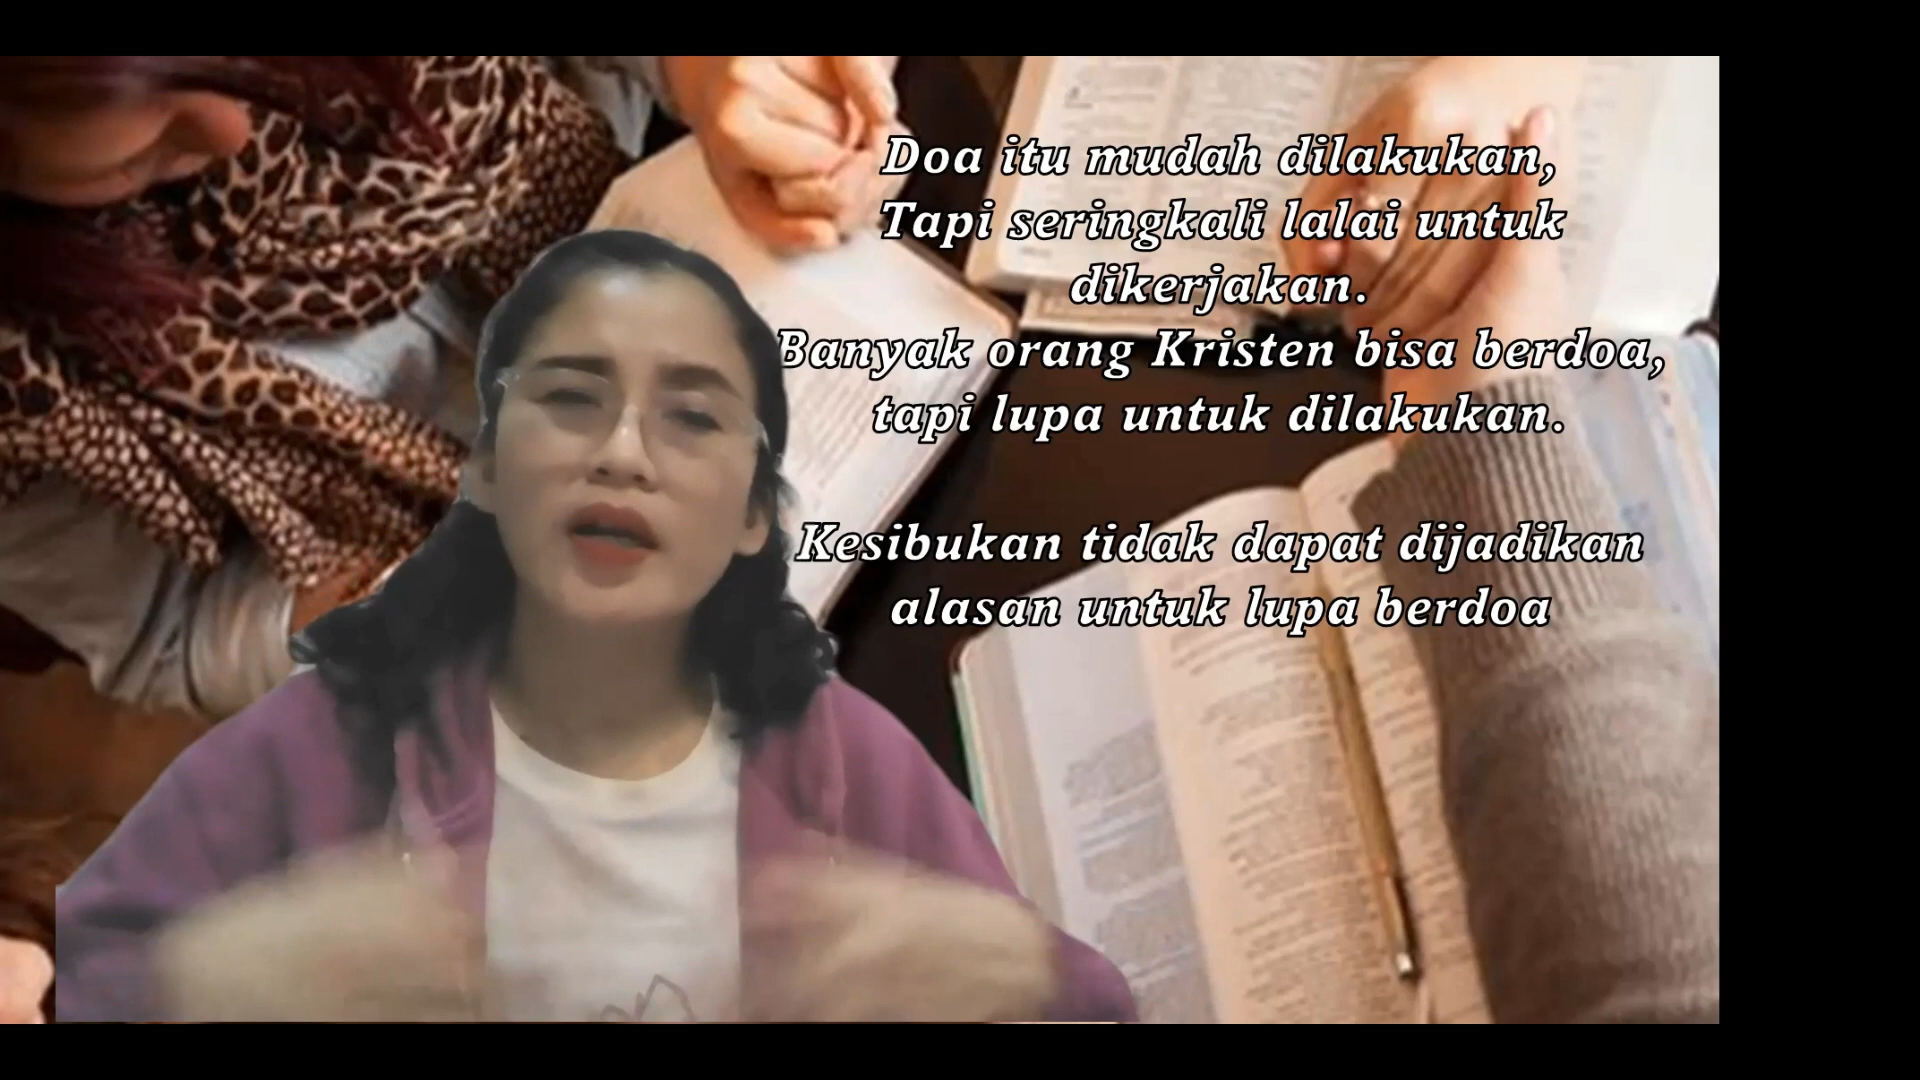 Doa itu mudah dilakukan,
Tapi seringkali lalai untuk
dikerjakan.
Banyak orang Kristen bisa berdoa,
tapi lupa untuk dilakukan.
Kesibukan tidak dapat dijadikan
alasan untuk lupa berdoa